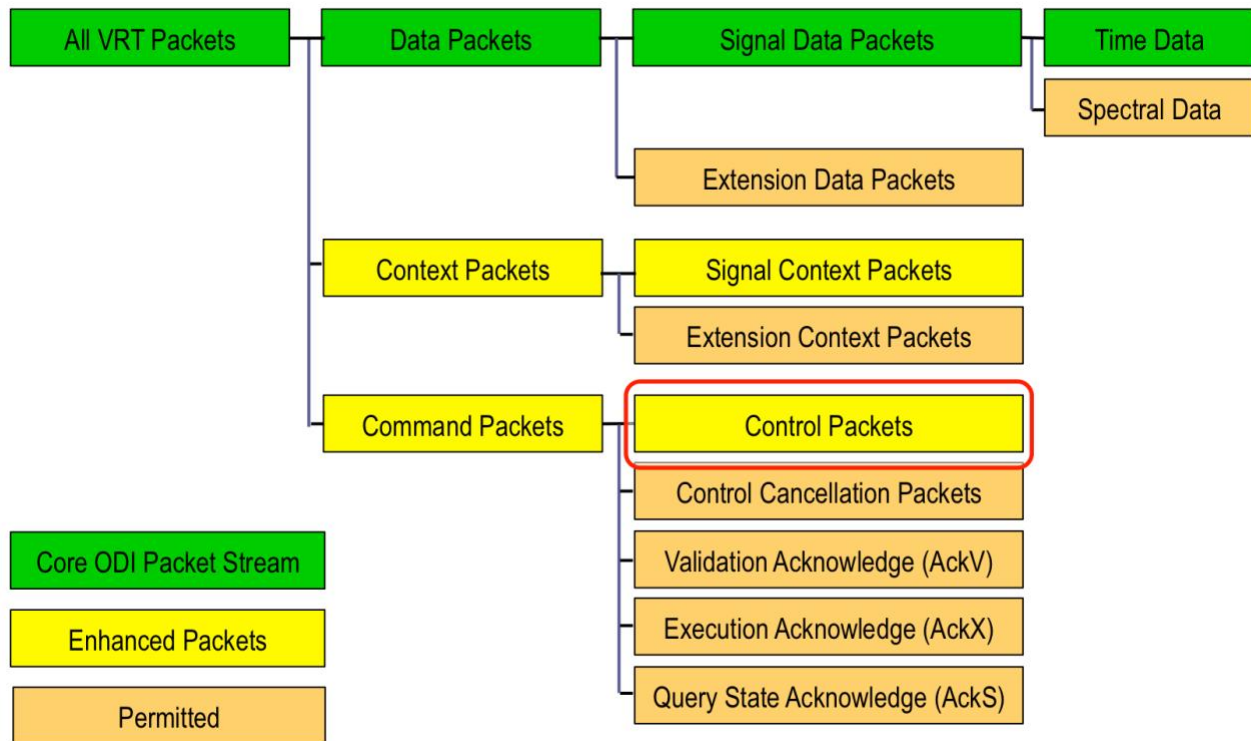 All VRT Packets
Data Packets
Signal Data Packets
Time Data
Spectral Data
Extension Data Packets
Context Packets
Signal Context Packets
Extension Context Packets
Command Packets
Control Packets
Control Cancellation Packets
Validation Acknowledge (AckV)
Execution Acknowledge (AckX)
Query State Acknowledge (AckS)
Core ODI Packet Stream
Enhanced Packets
Permitted